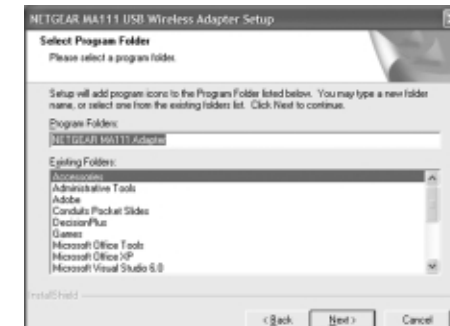 NETGEAR MA111 USB Wireless Adapter Setup
Select Program Folder
Please select a program folder.
Setup will add program icons to the Program Folder listed below. You may type a new folder
name, or select one from the existing folders list. Click Next to continue.
Program Folders:
NETGEAR MA111 Adapter
Existing Folders:
Accessories
Administrative Tools
Adobe
Conduits Pocket Slides
DecisionPlus
Games
Microsoft Office Tools
Microsoft Office XP
Microsoft Visual Studio 6.0
InstallShield
< Back
Next >
Cancel